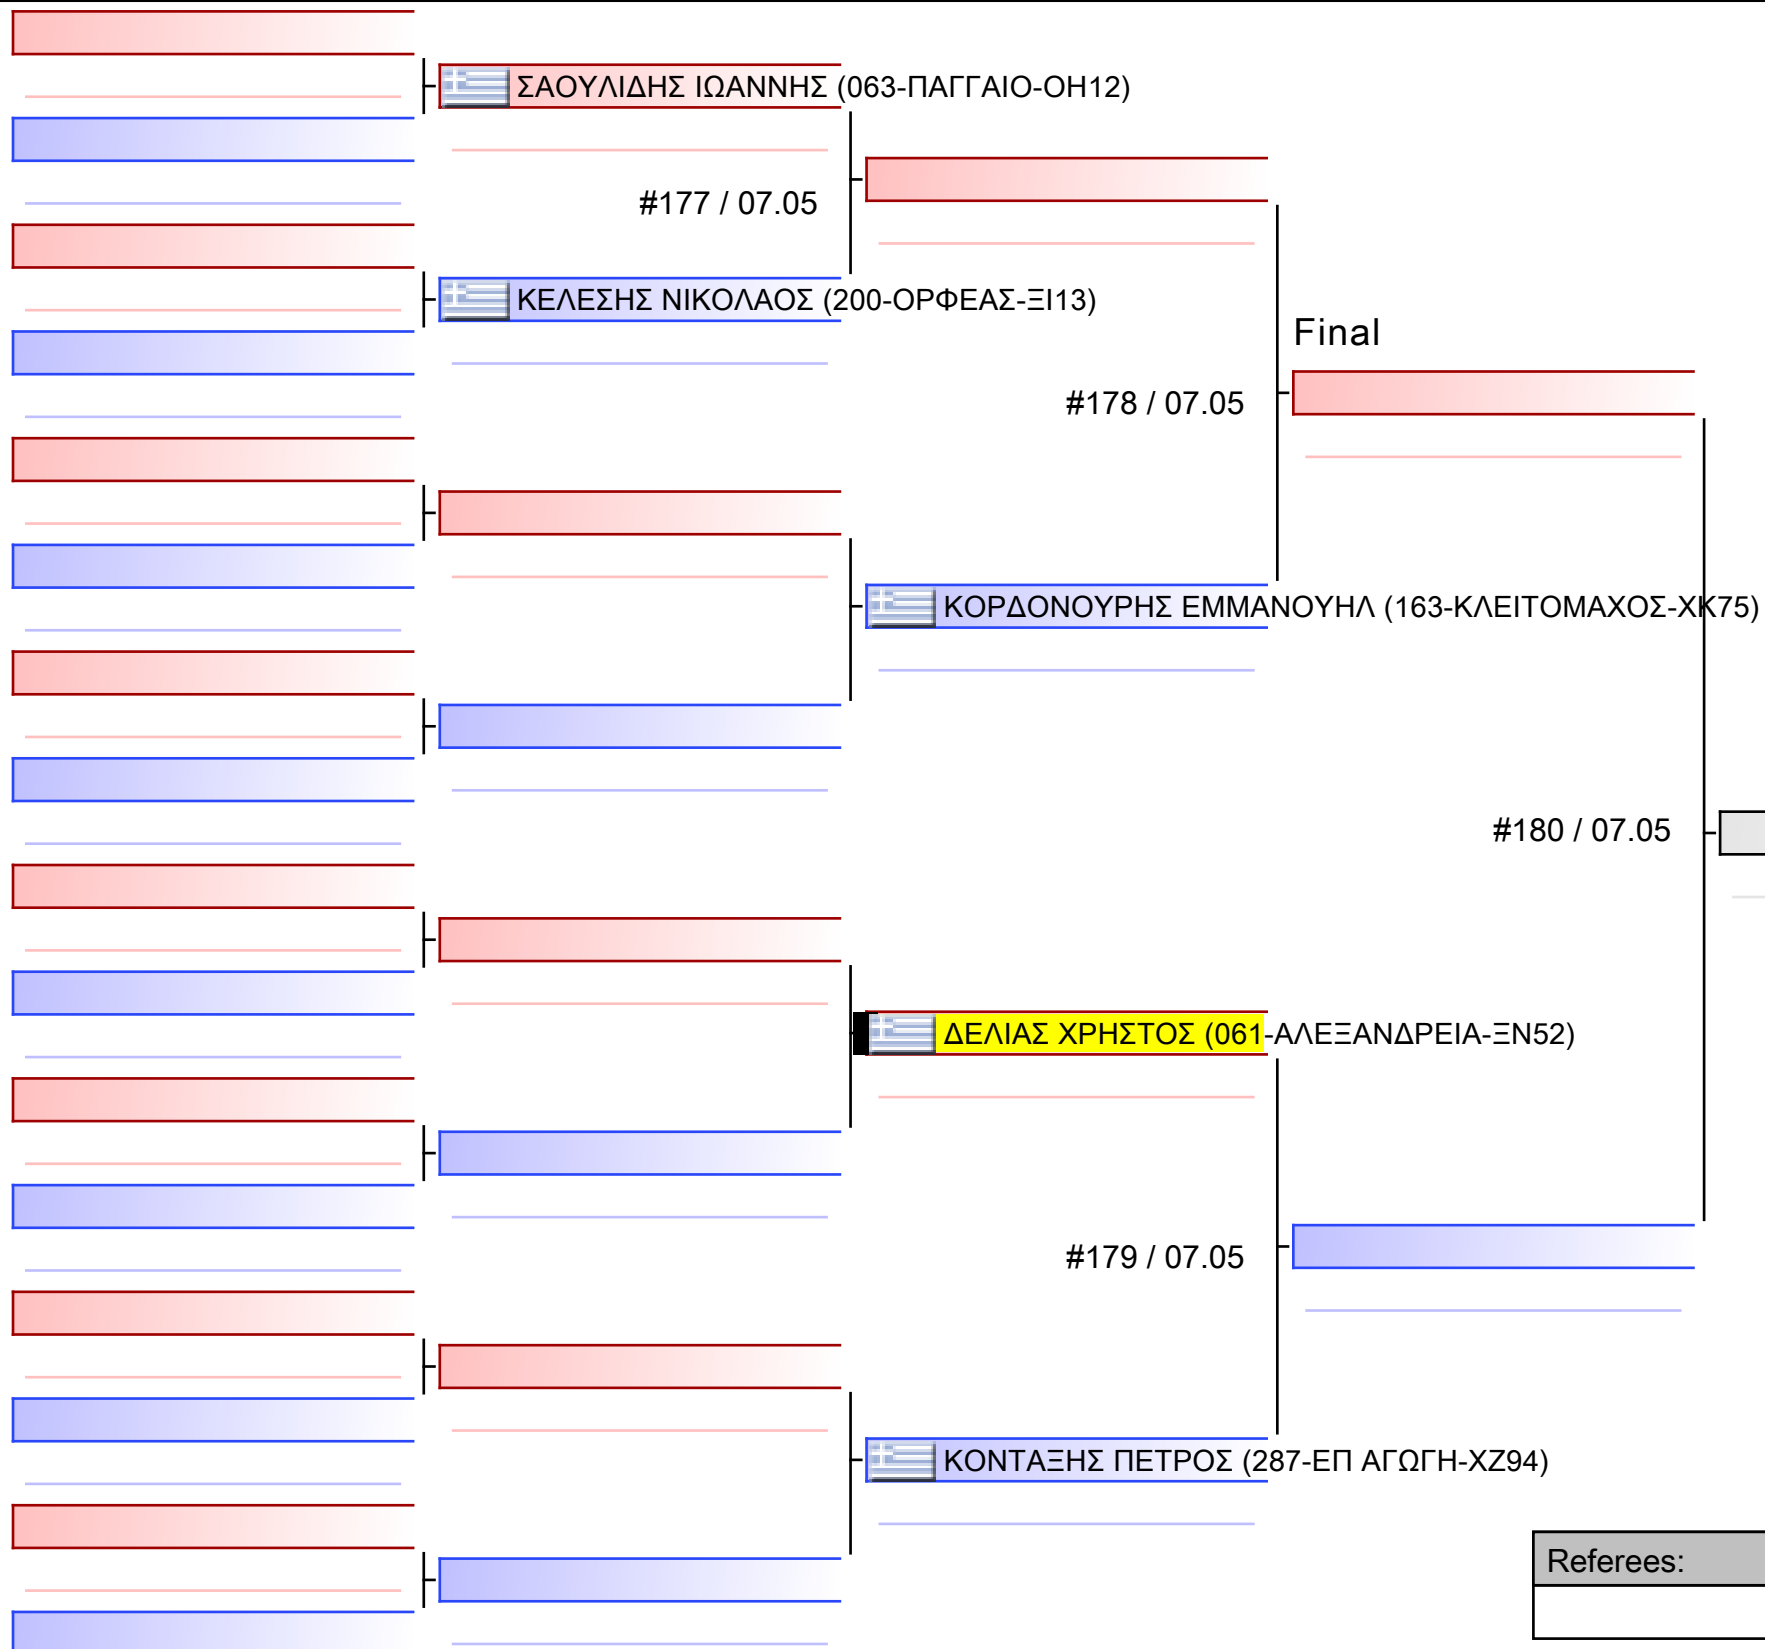 ΣΑΟΥΛΙΔΗΣ ΙΩΑΝΝΗΣ (063-ΠΑΓΓΑΙΟ-ΟΗ12)
#177 / 07.05
ΚΕΛΕΣΗΣ ΝΙΚΟΛΑΟΣ (200-ΟΡΦΕΑΣ-ΞΙ13)
Final
#178 / 07.05
ΚΟΡΔΟΝΟΥΡΗΣ ΕΜΜΑΝΟΥΗΛ (163-ΚΛΕΙΤΟΜΑΧΟΣ-ΧΚ75)
#180 / 07.05
ΔΕΛΙΑΣ ΧΡΗΣΤΟΣ (061-ΑΛΕΞΑΝΔΡΕΙΑ-ΞΝ52)
#179 / 07.05
ΚΟΝΤΑΞΗΣ ΠΕΤΡΟΣ (287-ΕΠ ΑΓΩΓΗ-ΧΖ94)
Referees: